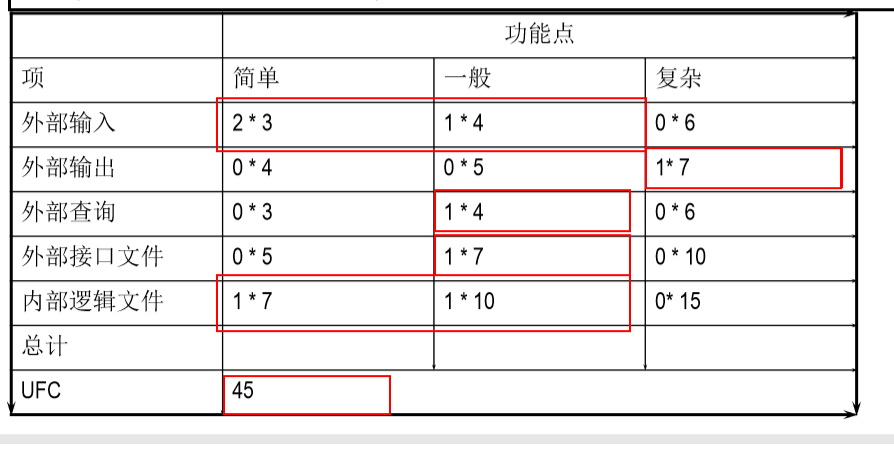 功能点
项 简单 一般 复杂
外部输入 2 * 3 1 * 4 0 * 6
外部输出 0 * 4 0 * 5 1* 7
外部查询 0 * 3 1 * 4 0 * 6
外部接口文件 0 * 5 1 * 7 0 * 10
内部逻辑文件 1 * 7 1 * 10 0* 15
总计
UFC 45